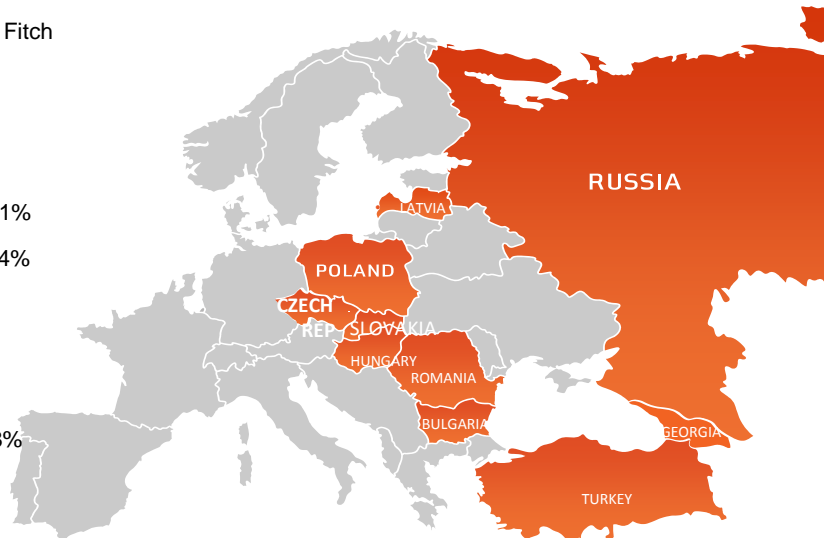 Fitch
RUSSIA
1%
LATVIA
4%
POLAND
CZECH
REP
SLOVAKIA
HUNGARY
ROMANIA
BULGARIA
GEORGIA
%
TURKEY